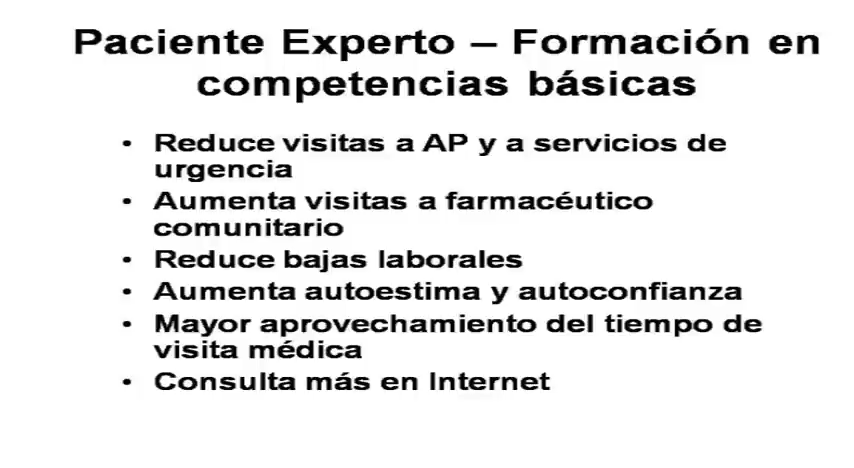 Paciente Experto – Formación en
competencias básicas
• Reduce visitas a AP y a servicios de
urgencia
• Aumenta visitas a farmacéutico
comunitario
• Reduce bajas laborales
• Aumenta autoestima y autoconfianza
• Mayor aprovechamiento del tiempo de
visita médica
• Consulta más en Internet